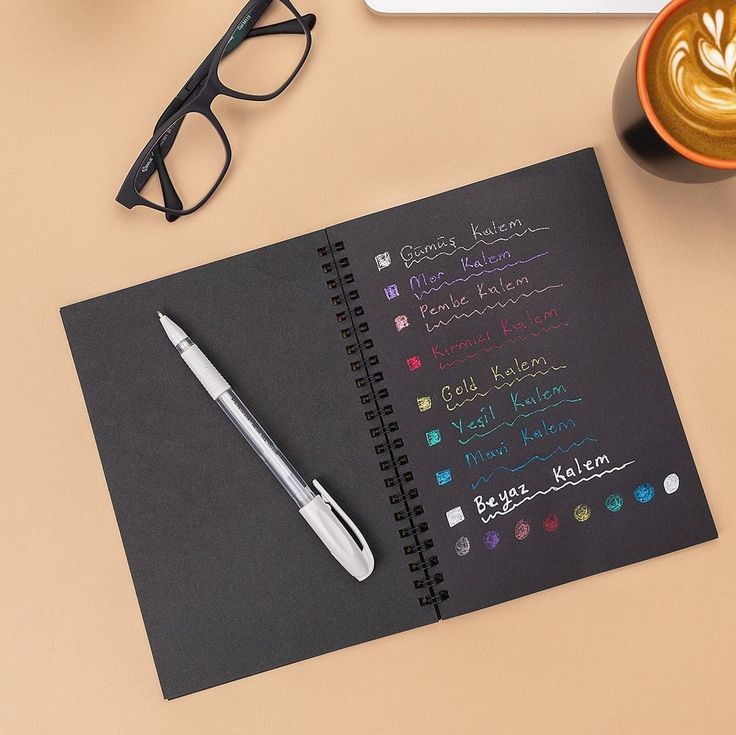 Gümüş Kalem
Mor Kalem
Pembe Kalem
Kırmızı Kalem
Gold Kalem
Yeşil Kalem
Mavi Kalem
Beyaz Kalem